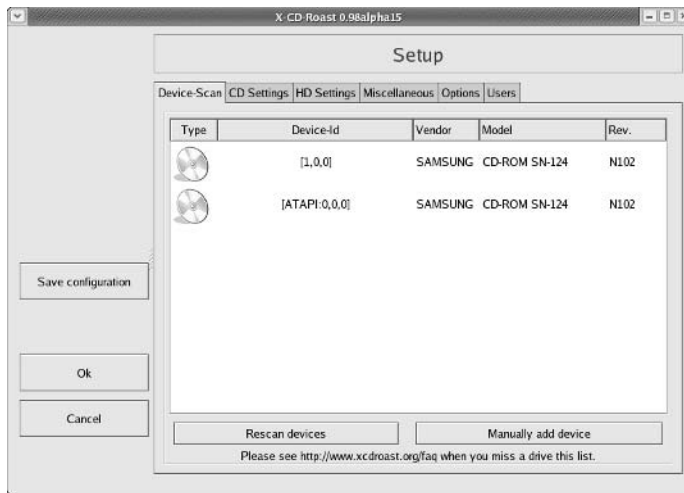 X-CD-Roast 0.98alpha15
Setup
Device-Scan CD Settings HD Settings Miscellaneous Options Users
Type Device-Id Vendor Model Rev.
[1,0,0] SAMSUNG CD-ROM SN-124 N102
[ATAPI:0,0,0] SAMSUNG CD-ROM SN-124 N102
Save configuration
Ok
Cancel
Rescan devices Manually add device
Please see http://www.xcdroast.org/faq when you miss a drive this list.